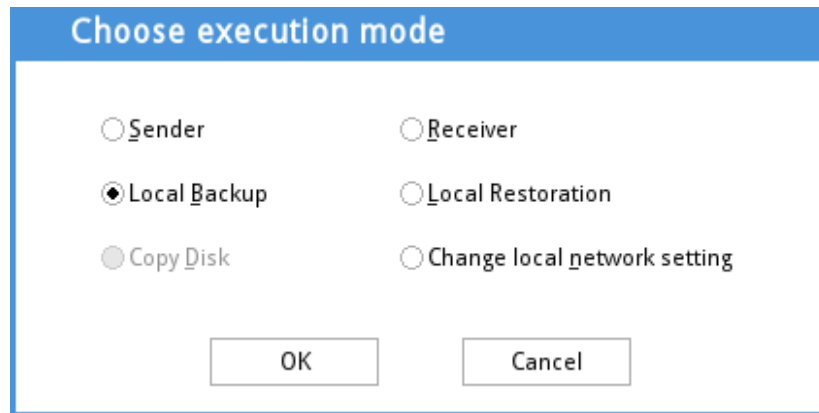 Choose execution mode
Sender Receiver
Local Backup Local Restoration
Copy Disk Change local network setting
OK Cancel